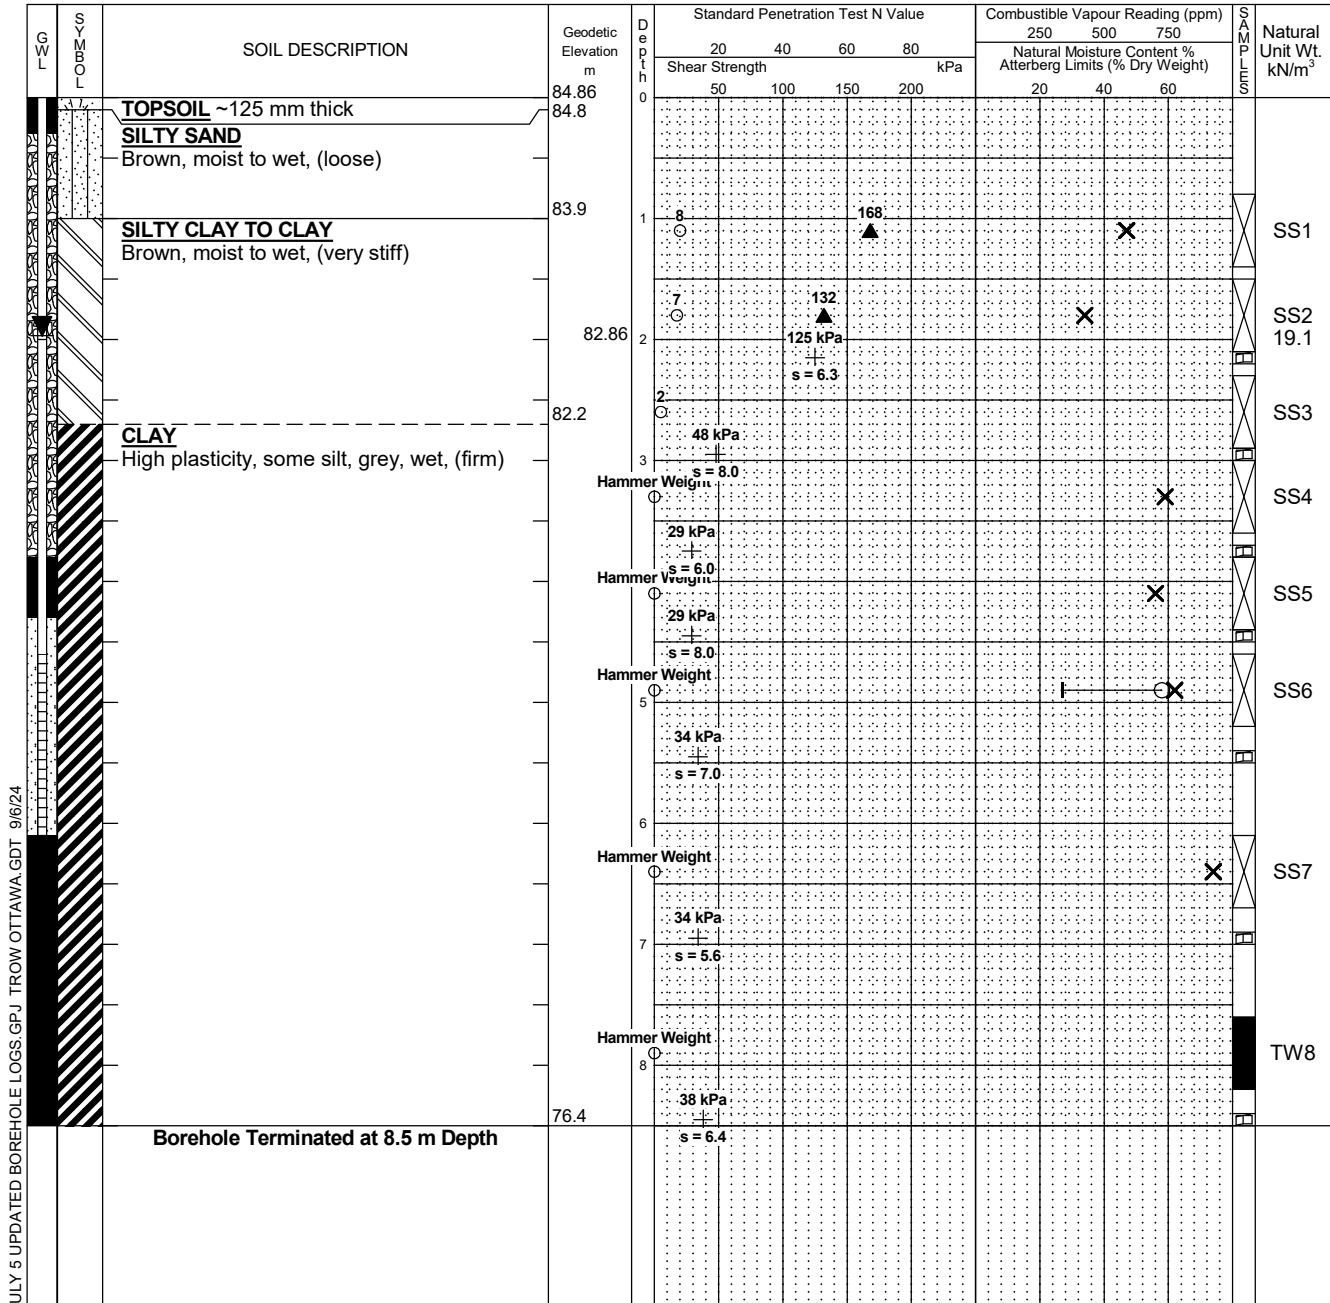 GWL
SYMBOL
SOIL DESCRIPTION
Geodetic
Elevation
m
Depth
Standard Penetration Test N Value
20 40 60 80
Shear Strength kPa
50 100 150 200
Combustible Vapour Reading (ppm)
250 500 750
Natural Moisture Content %
Atterberg Limits (% Dry Weight)
20 40 60
SAMPLES
Natural
Unit Wt.
kN/m³
84.86
0
TOPSOIL ~125 mm thick
84.8
SILTY SAND
Brown, moist to wet, (loose)
83.9
1
8
168
SS1
SILTY CLAY TO CLAY
Brown, moist to wet, (very stiff)
7
132
SS2
19.1
82.86
2
125 kPa
s = 6.3
2
SS3
82.2
CLAY
High plasticity, some silt, grey, wet, (firm)
48 kPa
3
s = 8.0
Hammer Weight
SS4
29 kPa
s = 6.0
Hammer Weight
SS5
29 kPa
s = 8.0
Hammer Weight
SS6
5
34 kPa
s = 7.0
6
Hammer Weight
SS7
34 kPa
7
s = 5.6
Hammer Weight
TW8
8
38 kPa
76.4
s = 6.4
Borehole Terminated at 8.5 m Depth
ULY 5 UPDATED BOREHOLE LOGS.GPJ TROW OTTAWA.GDT 9/6/24